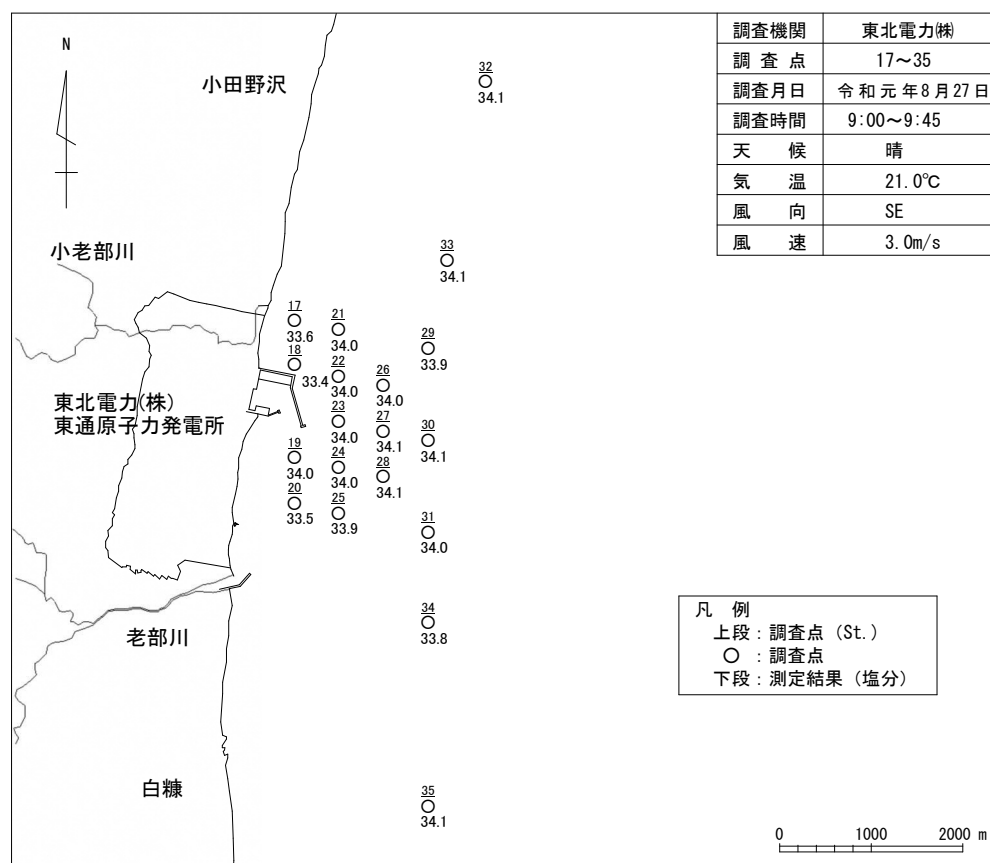 調査機関 東北電力㈱
調 査 点 17～35
調査月日 令和元年8月27日
調査時間 9:00～9:45
天 候 晴
気 温 21.0℃
風 向 SE
風 速 3.0m/s
N
小田野沢
32
34.1
小老部川
33
34.1
17
33.6
21
34.0
29
33.9
18
33.4
22
34.0
26
34.0
東北電力(株)
東通原子力発電所
23
34.0
27
34.1
30
34.1
19
34.0
24
34.0
28
34.1
20
33.5
25
33.9
31
34.0
34
33.8
老部川
凡 例
上段：調査点（St.）
○ ：調査点
下段：測定結果（塩分）
白糠
35
34.1
0 1000 2000 m